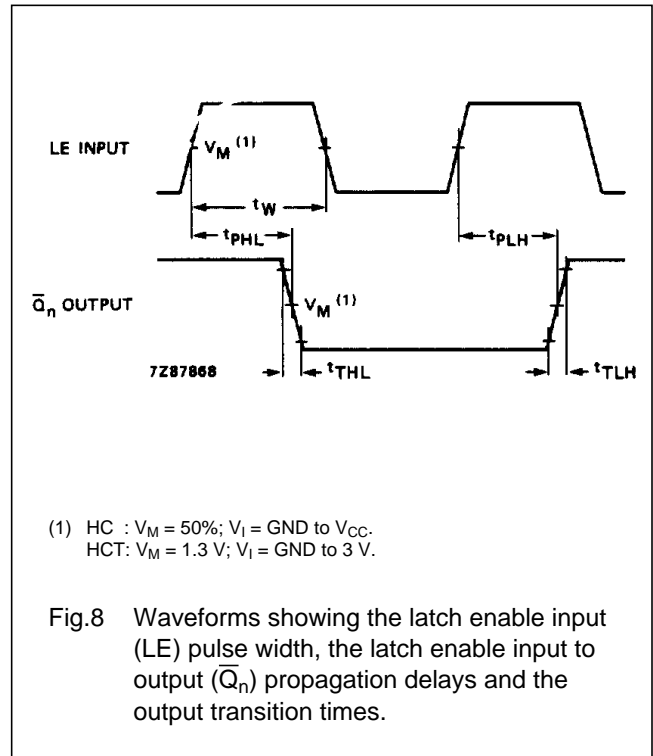 LE INPUT
V_M (1)
t_W
t_PHL
t_PLH
Q̅_n OUTPUT
V_M (1)
7Z87868
t_THL
t_TLH
(1) HC : V_M = 50%; V_I = GND to V_CC.
HCT: V_M = 1.3 V; V_I = GND to 3 V.
Fig.8 Waveforms showing the latch enable input
(LE) pulse width, the latch enable input to
output (Q̅_n) propagation delays and the
output transition times.